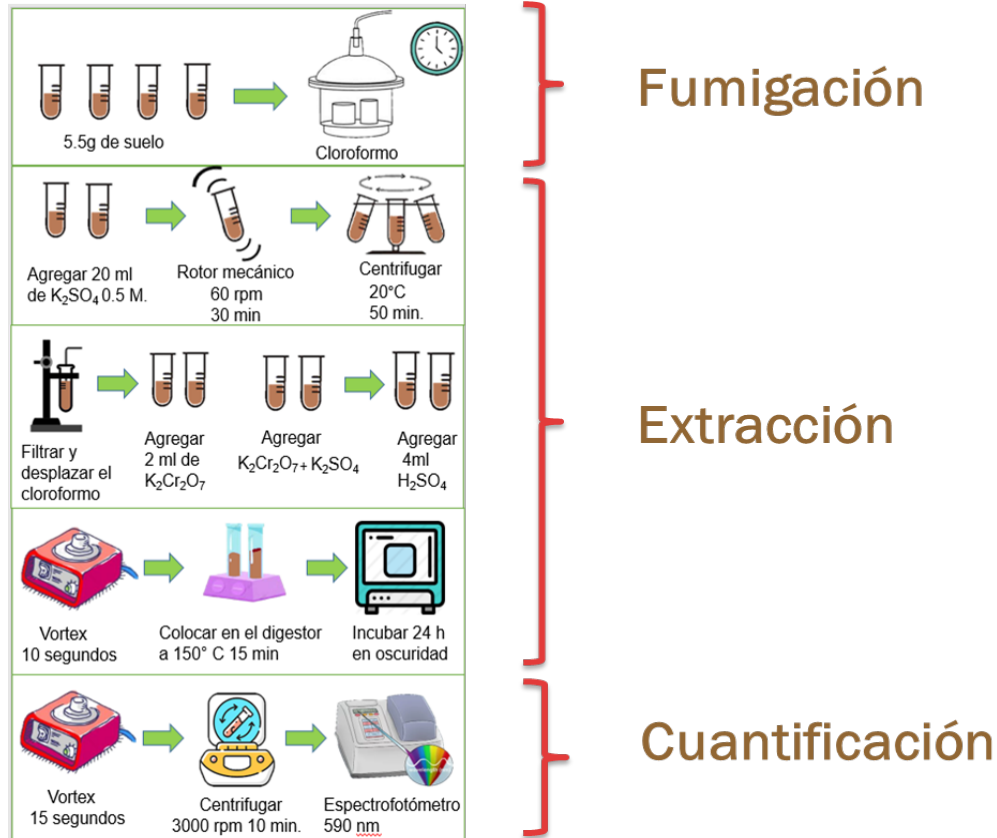 5.5g de suelo
Cloroformo
Fumigación
Agregar 20 ml
de K₂SO₄ 0.5 M.
Rotor mecánico
60 rpm
30 min
Centrifugar
20°C
50 min.
Filtrar y
desplazar el
cloroformo
Agregar
2 ml de
K₂Cr₂O₇
Agregar
K₂Cr₂O₇ + K₂SO₄
Agregar
4ml
H₂SO₄
Extracción
Vortex
10 segundos
Colocar en el digestor
a 150° C 15 min
Incubar 24 h
en oscuridad
Vortex
15 segundos
Centrifugar
3000 rpm 10 min.
Espectrofotómetro
590 nm
Cuantificación